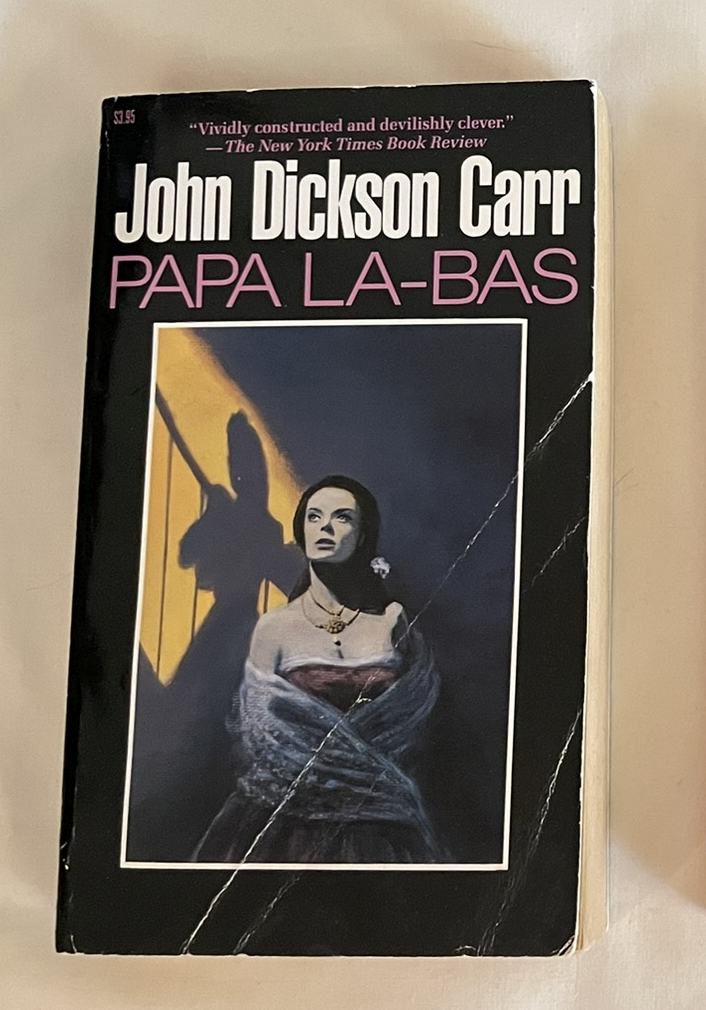 $3.95
“Vividly constructed and devilishly clever.”
—The New York Times Book Review
John Dickson Carr
PAPA LA-BAS